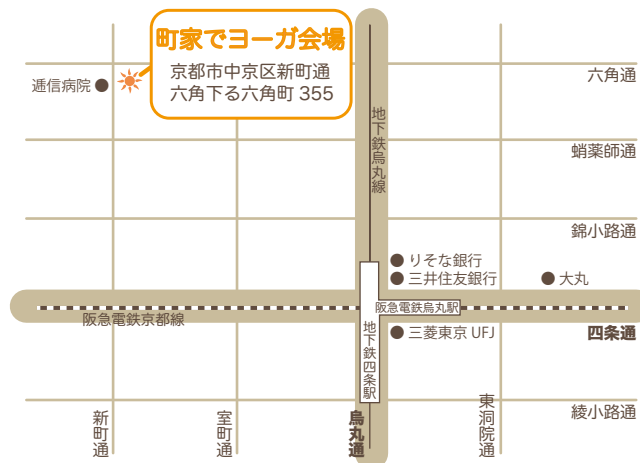 町家でヨーガ会場
京都市中京区新町通
六角下る六角町 355
逓信病院
六角通
地下鉄烏丸線
蛸薬師通
錦小路通
りそな銀行
三井住友銀行
大丸
阪急電鉄烏丸駅
阪急電鉄京都線
三菱東京 UFJ
四条通
地下鉄四条駅
綾小路通
新町通
室町通
烏丸通
東洞院通